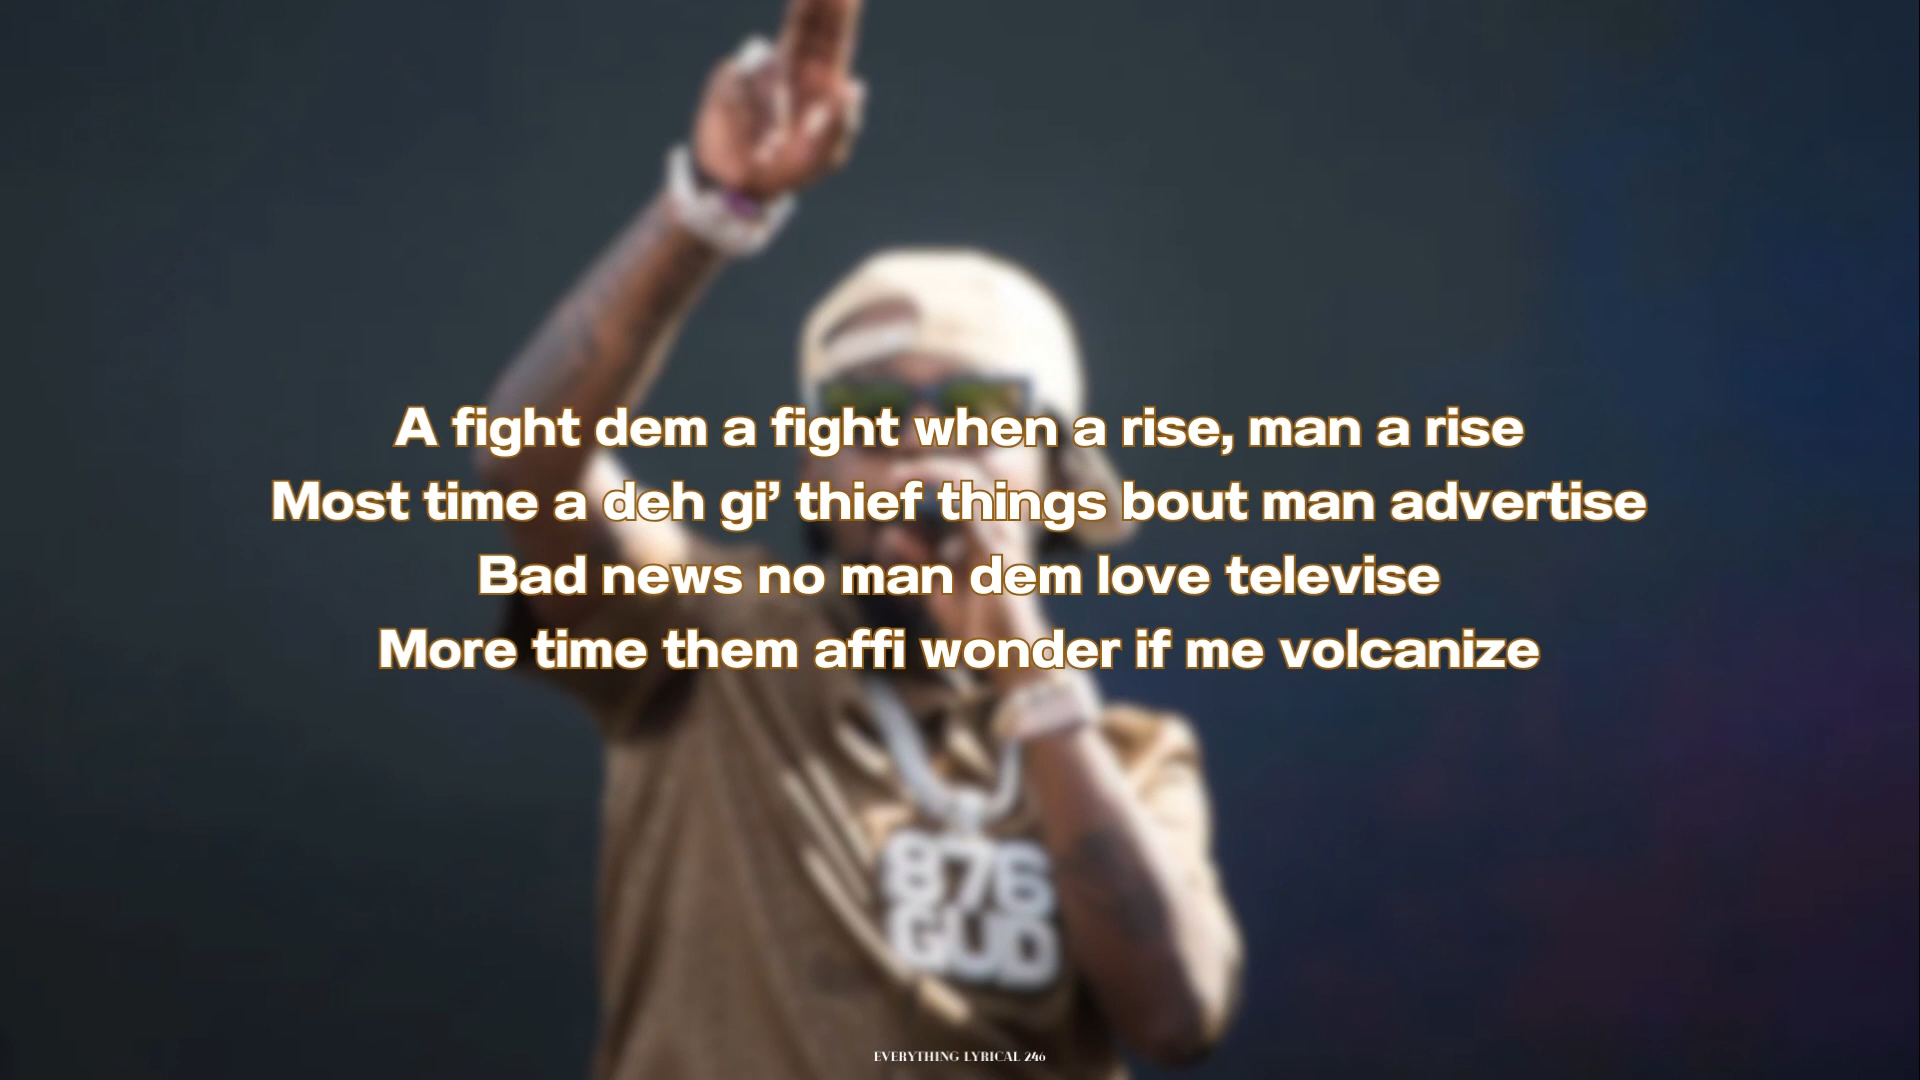 A fight dem a fight when a rise, man a rise
Most time a deh gi’ thief things bout man advertise
Bad news no man dem love televise
More time them affi wonder if me volcanize
876
GUD
EVERYTHING LYRICAL 246